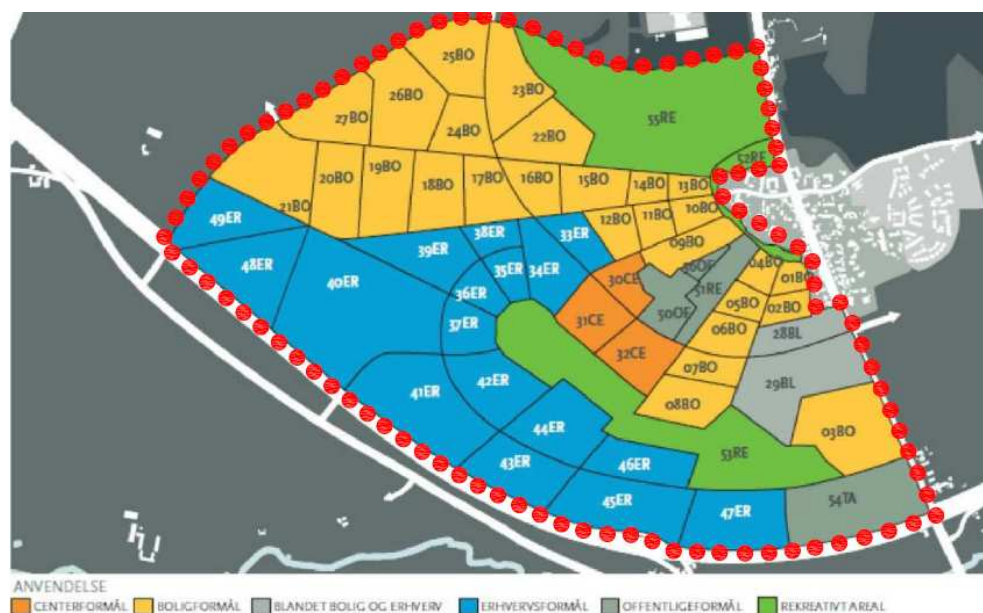 25BO
26BO
23BO
27BO
24BO
22BO
55RE
52RE
19BO
20BO
18BO
17BO
16BO
15BO
14BO
13BO
21BO
12BO
11BO
10BO
49ER
48ER
40ER
39ER
38ER
33ER
35ER
34ER
36ER
37ER
09BO
30CE
51RE
50OF
31CE
32CE
04BO
01BO
05BO
02BO
06BO
28BL
07BO
29BL
08BO
03BO
41ER
42ER
44ER
43ER
46ER
45ER
47ER
53RE
54TA
ANVENDELSE
CENTERFORMÅL BOLIGFORMÅL BLANDET BOLIG OG ERHVERV ERHVERVSFORMÅL OFFENTLIGEFORMÅL REKREATIVT AREAL